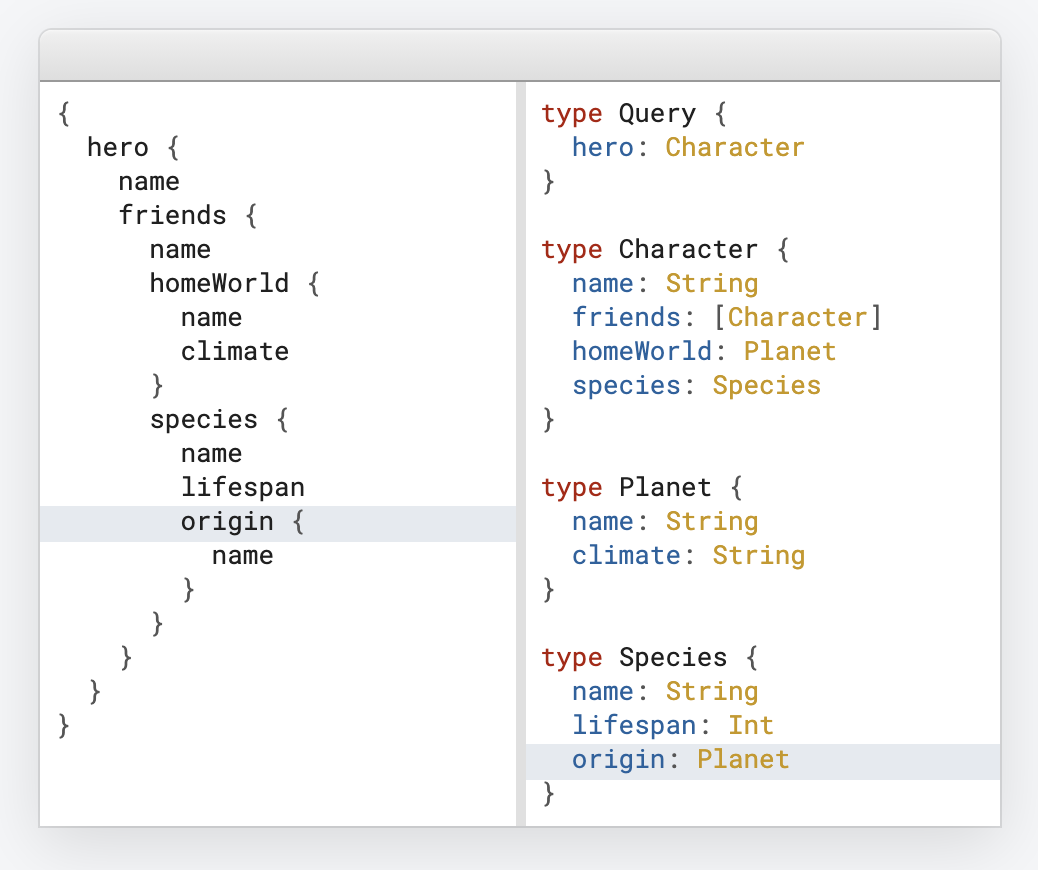 {
  hero {
    name
    friends {
      name
      homeWorld {
        name
        climate
      }
      species {
        name
        lifespan
        origin {
          name
        }
      }
    }
  }
}
type Query {
  hero: Character
}
type Character {
  name: String
  friends: [Character]
  homeWorld: Planet
  species: Species
}
type Planet {
  name: String
  climate: String
}
type Species {
  name: String
  lifespan: Int
  origin: Planet
}